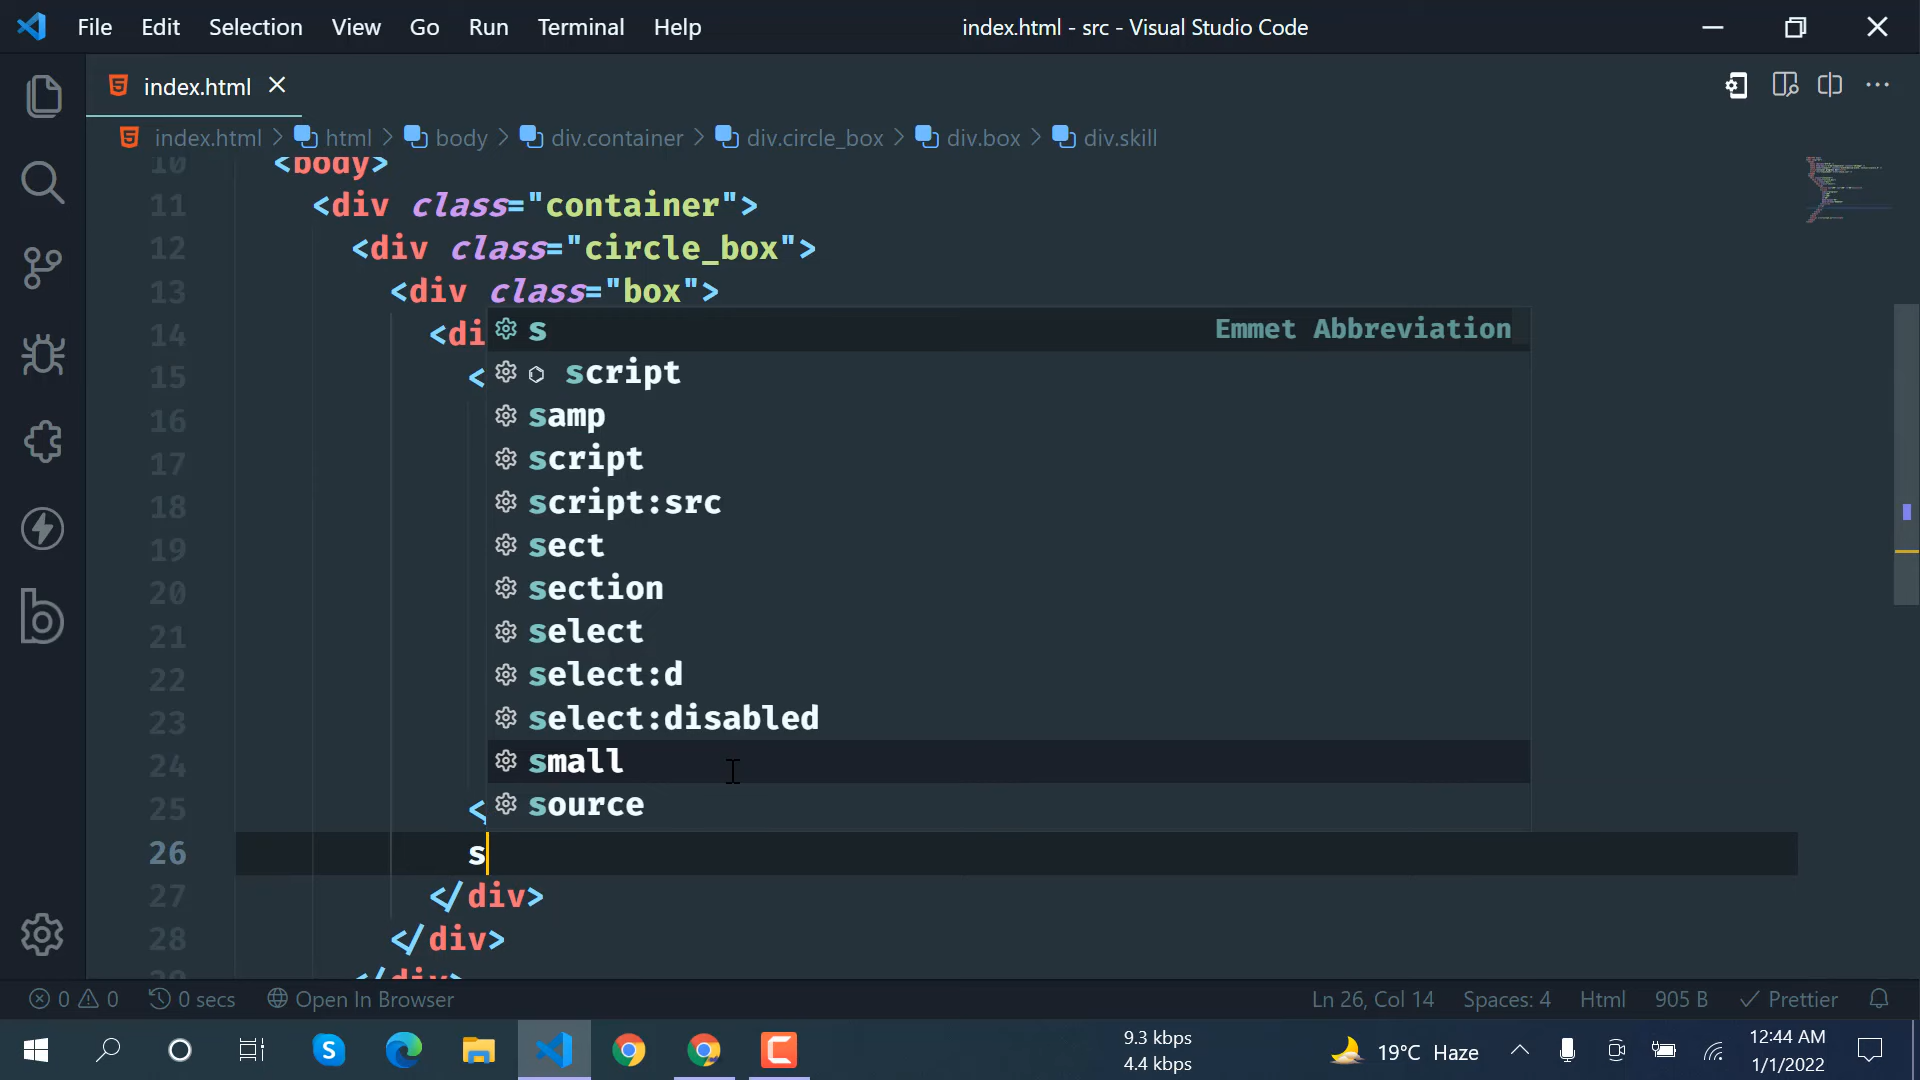 File Edit Selection View Go Run Terminal Help index.html - src - Visual Studio Code
index.html
index.html > html > body > div.container > div.circle_box > div.box > div.skill
10 <body>
11 <div class="container">
12 <div class="circle_box">
13 <div class="box">
14 <di
15 <
16
17
18
19
20
21
22
23
24
25 <
26 s
27 </div>
28 </div>
29 </div>
s Emmet Abbreviation
script
samp
script
script:src
sect
section
select
select:d
select:disabled
small
source
0 0 0 secs Open In Browser Ln 26, Col 14 Spaces: 4 Html 905 B Prettier
9.3 kbps
4.4 kbps
19°C Haze
12:44 AM
1/1/2022